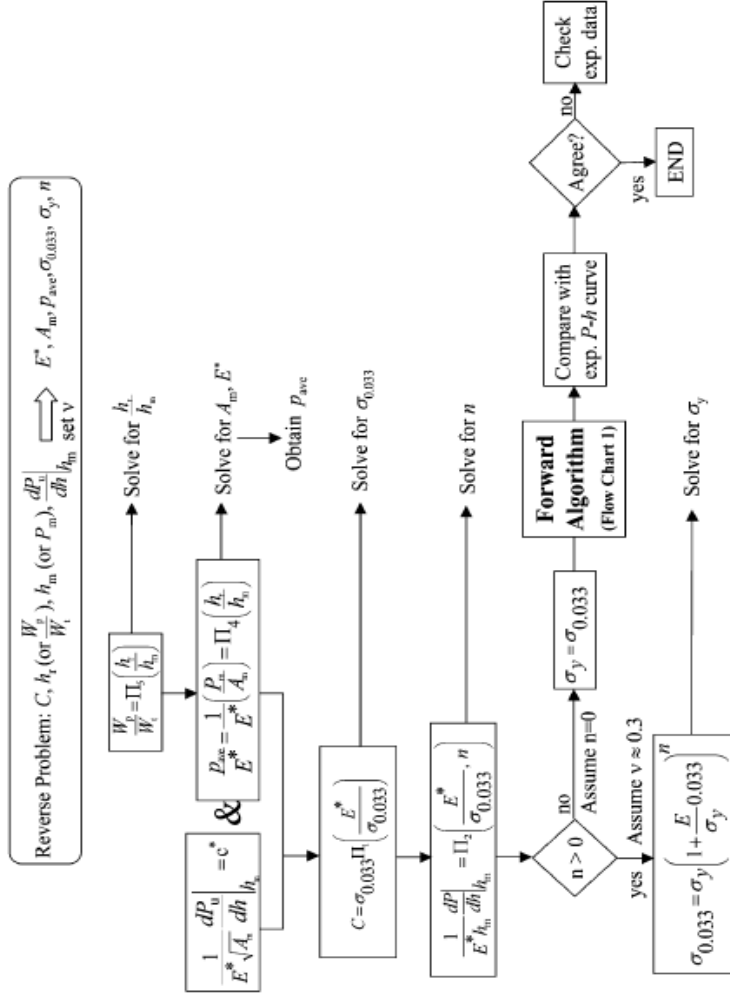 Reverse Problem: C, h_r (or W_p/W_t), h_m (or P_m), dP_u/dh|h_m ⇒ E*, A_m, p_ave, σ_0.033, σ_y, n
set ν
W_p/W_t = Π_5 (h_r/h_m)
Solve for h_r/h_m
1/(E*√A_m) dP_u/dh|h_m = c*
&
p_ave/E* = 1/E* (P_m/A_m) = Π_4 (h_r/h_m)
Solve for A_m, E*
Obtain p_ave
C = σ_0.033 Π_1 (E*/σ_0.033)
Solve for σ_0.033
1/(E* h_m) dP/dh|h_m = Π_2 (E*/σ_0.033, n)
Solve for n
n > 0
no
Assume n=0
σ_y = σ_0.033
Forward
Algorithm
(Flow Chart 1)
Compare with
exp. P-h curve
Agree?
no
Check
exp. data
yes
END
yes
Assume ν ≈ 0.3
σ_0.033 = σ_y (1 + E/σ_y 0.033)^n
Solve for σ_y